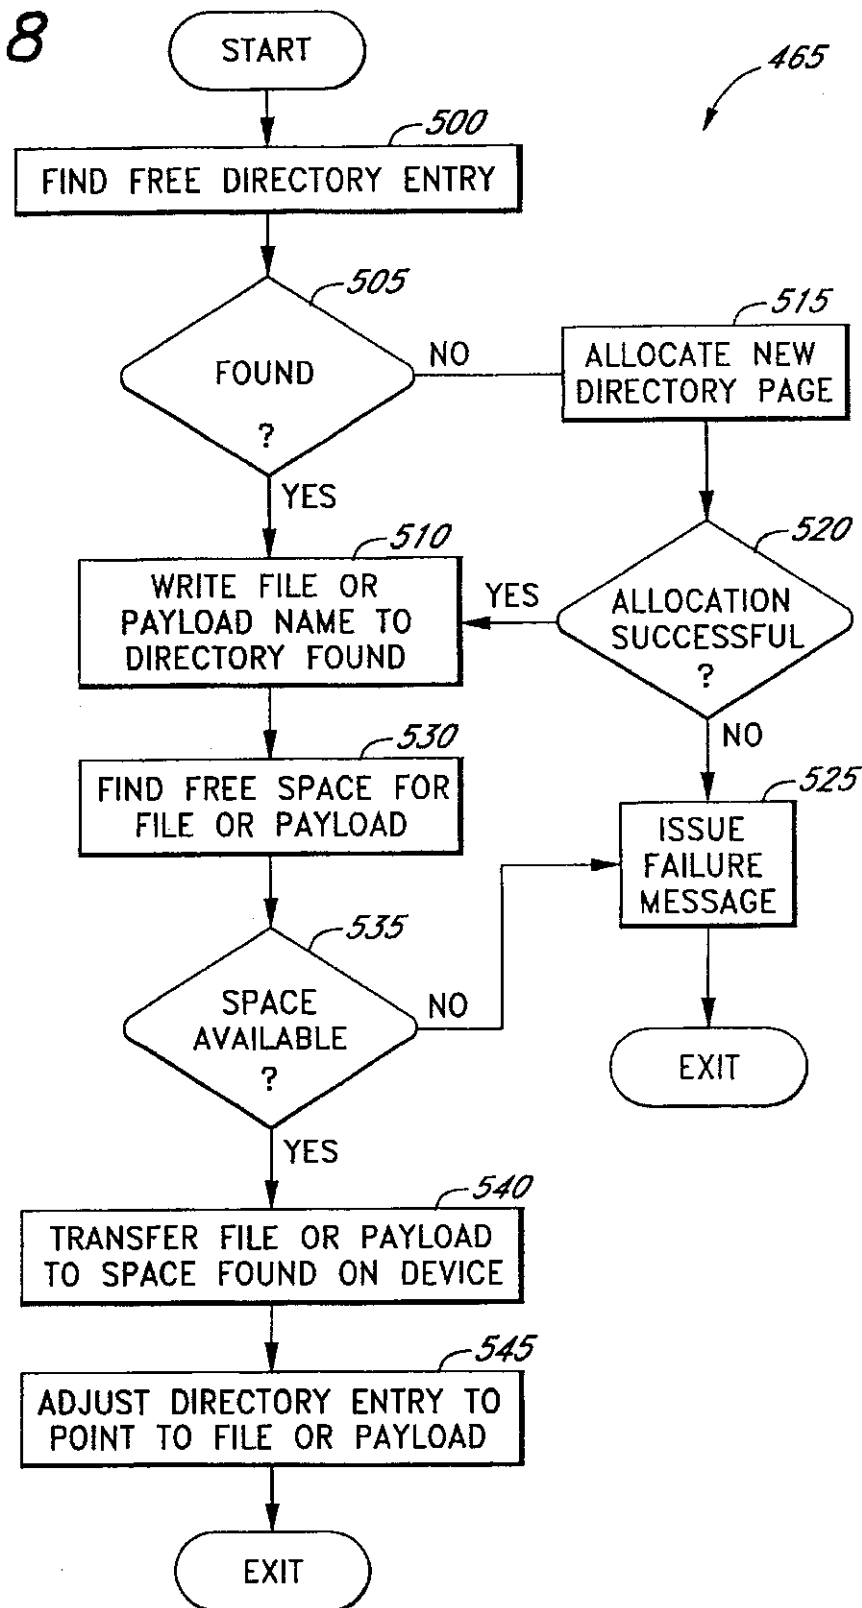 8
START
465
500
FIND FREE DIRECTORY ENTRY
505
FOUND
?
NO
YES
515
ALLOCATE NEW
DIRECTORY PAGE
510
WRITE FILE OR
PAYLOAD NAME TO
DIRECTORY FOUND
520
ALLOCATION
SUCCESSFUL
?
YES
NO
530
FIND FREE SPACE FOR
FILE OR PAYLOAD
525
ISSUE
FAILURE
MESSAGE
535
SPACE
AVAILABLE
?
NO
EXIT
YES
540
TRANSFER FILE OR PAYLOAD
TO SPACE FOUND ON DEVICE
545
ADJUST DIRECTORY ENTRY TO
POINT TO FILE OR PAYLOAD
EXIT